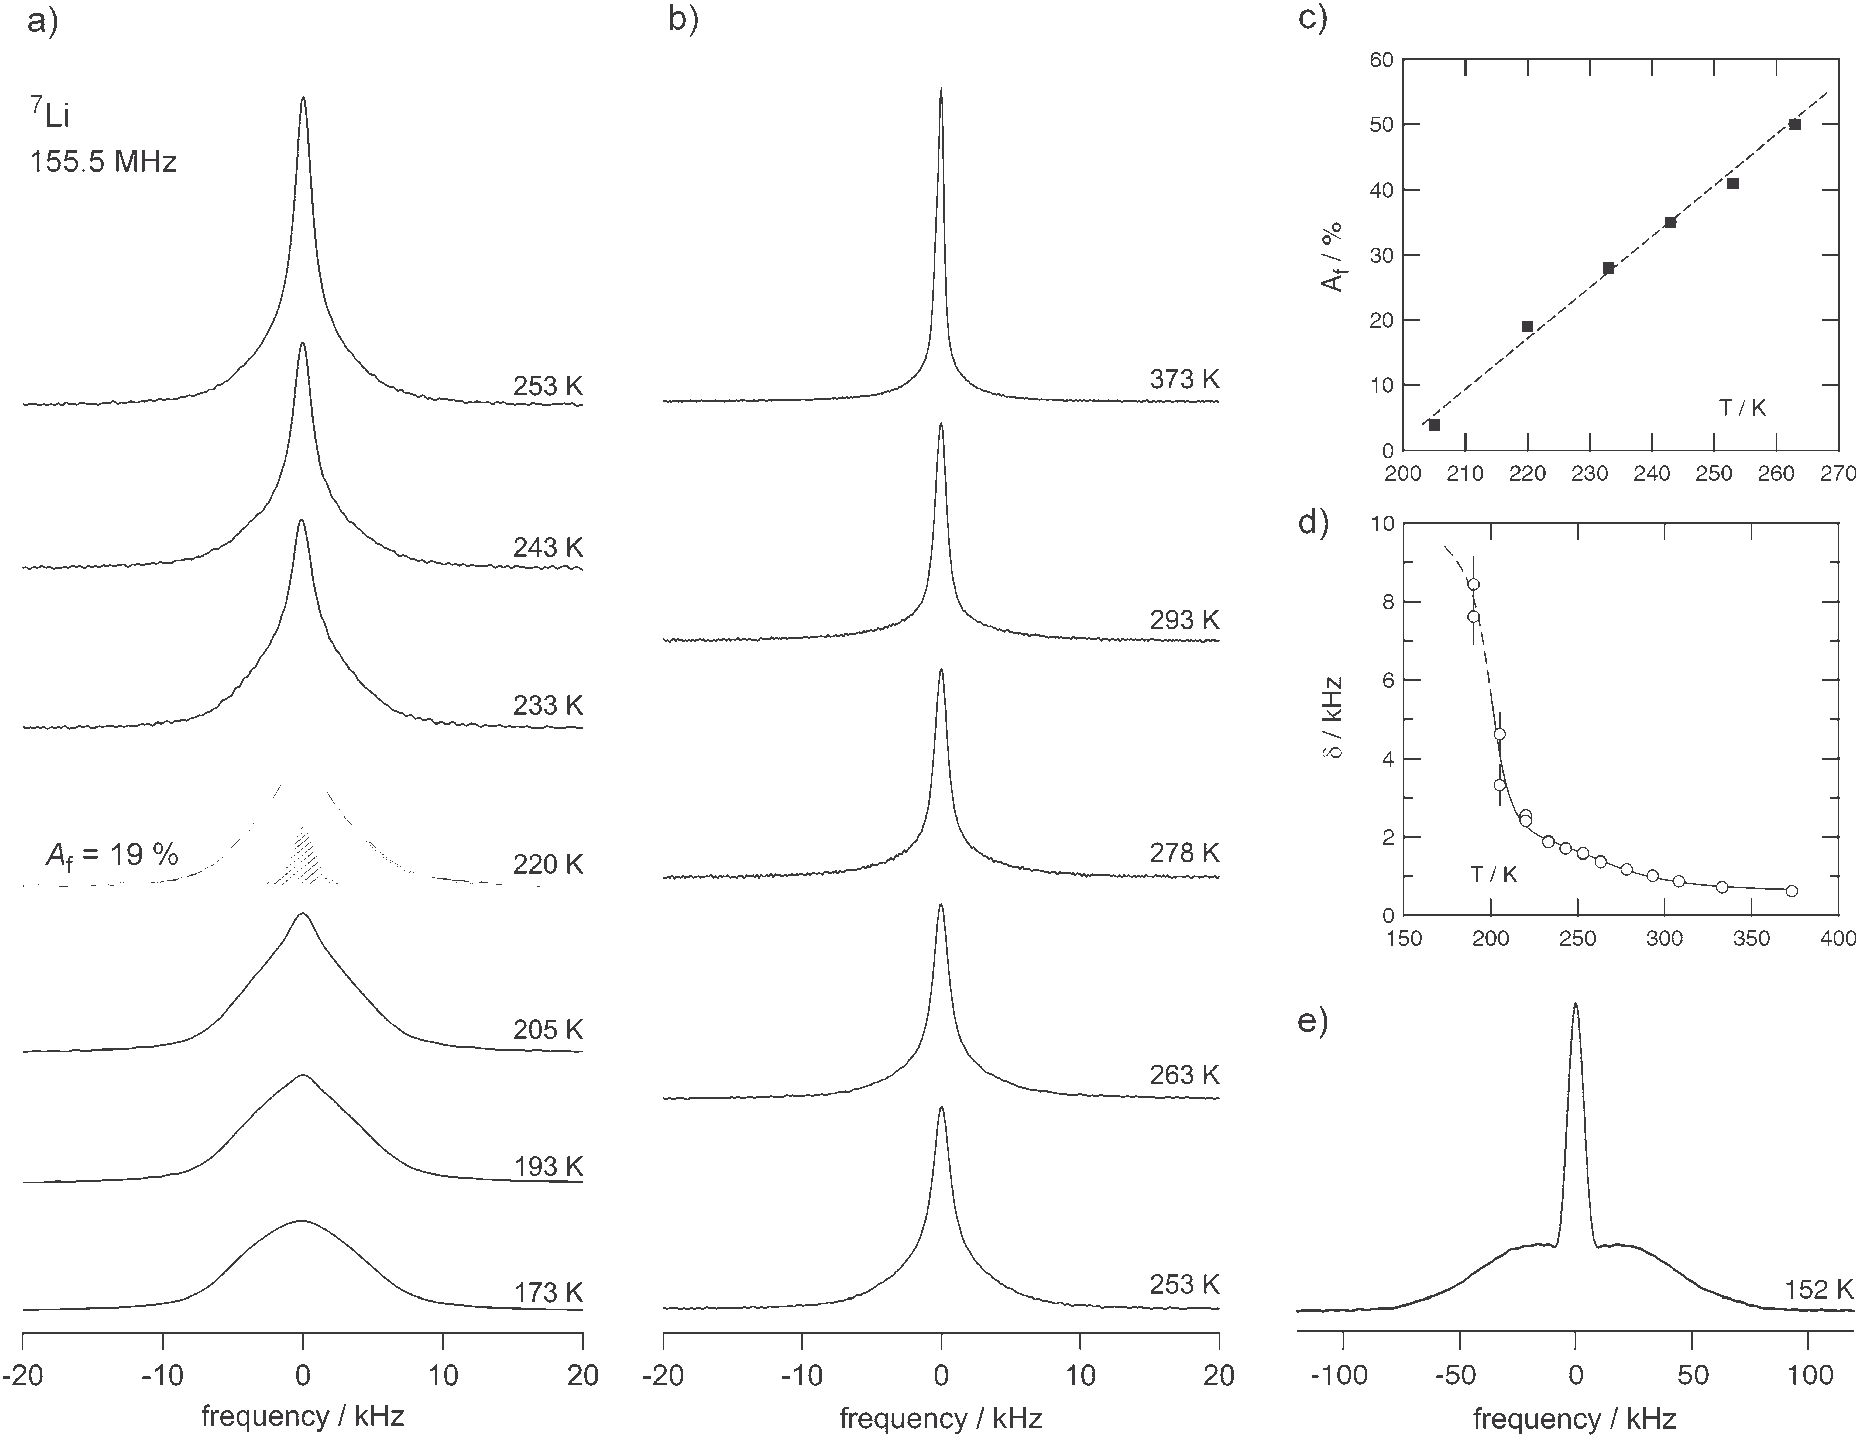 a)
⁷Li
155.5 MHz
253 K
243 K
233 K
A_f = 19 %
220 K
205 K
193 K
173 K
-20 -10 0 10 20
frequency / kHz
b)
373 K
293 K
278 K
263 K
253 K
-20 -10 0 10 20
frequency / kHz
c)
60
50
40
30
20
10
0
A_f / %
T / K
200 210 220 230 240 250 260 270
d)
10
8
6
4
2
0
δ / kHz
T / K
150 200 250 300 350 400
e)
152 K
-100 -50 0 50 100
frequency / kHz